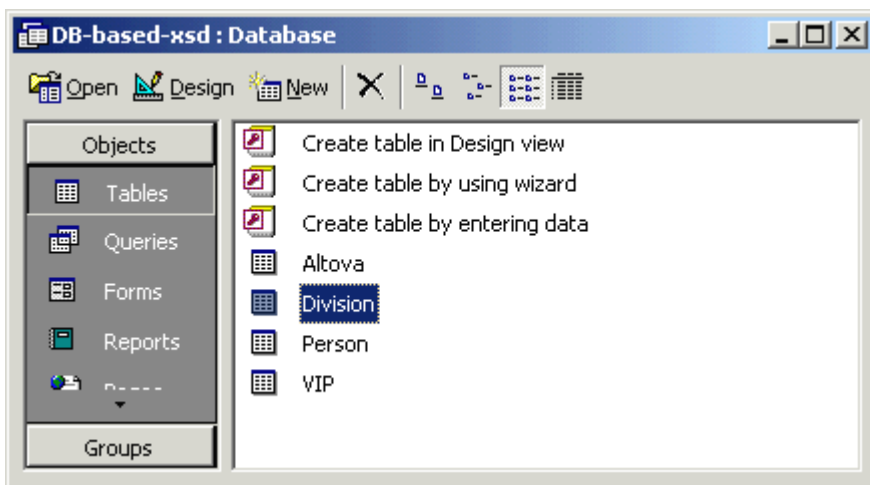 DB-based-xsd : Database
Open Design New
Objects
Tables
Queries
Forms
Reports
Groups
Create table in Design view
Create table by using wizard
Create table by entering data
Altova
Division
Person
VIP